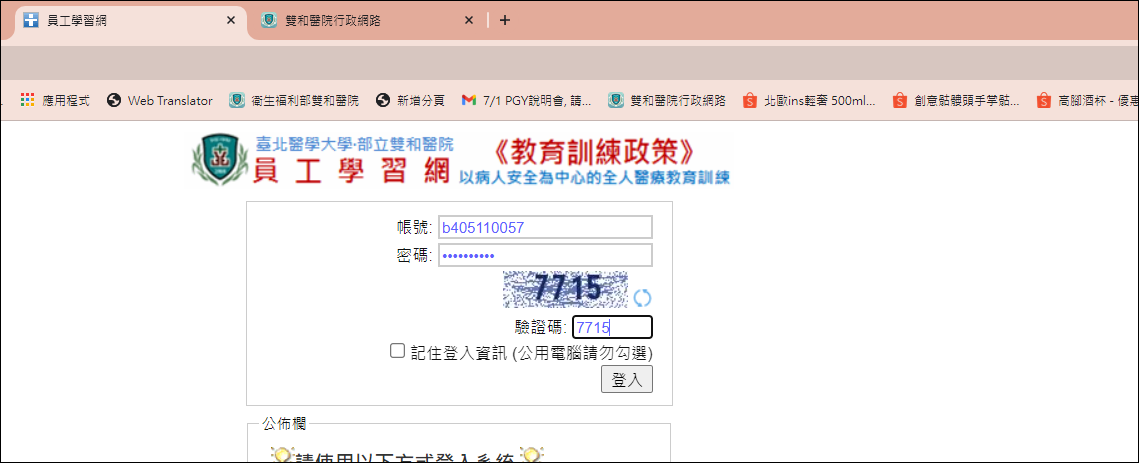 員工學習網 雙和醫院行政網路
應用程式 Web Translator 衛生福利部雙和醫院 新增分頁 7/1 PGY說明會, 請... 雙和醫院行政網路 北歐ins輕奢 500ml... 創意骷髏頭手掌骷... 高腳酒杯 - 優惠
臺北醫學大學·部立雙和醫院
員工學習網
《教育訓練政策》
以病人安全為中心的全人醫療教育訓練
帳號: b405110057
密碼: ••••••••••
7715
驗證碼: 7715
記住登入資訊 (公用電腦請勿勾選)
登入
公佈欄
請使用以下方式登入系統